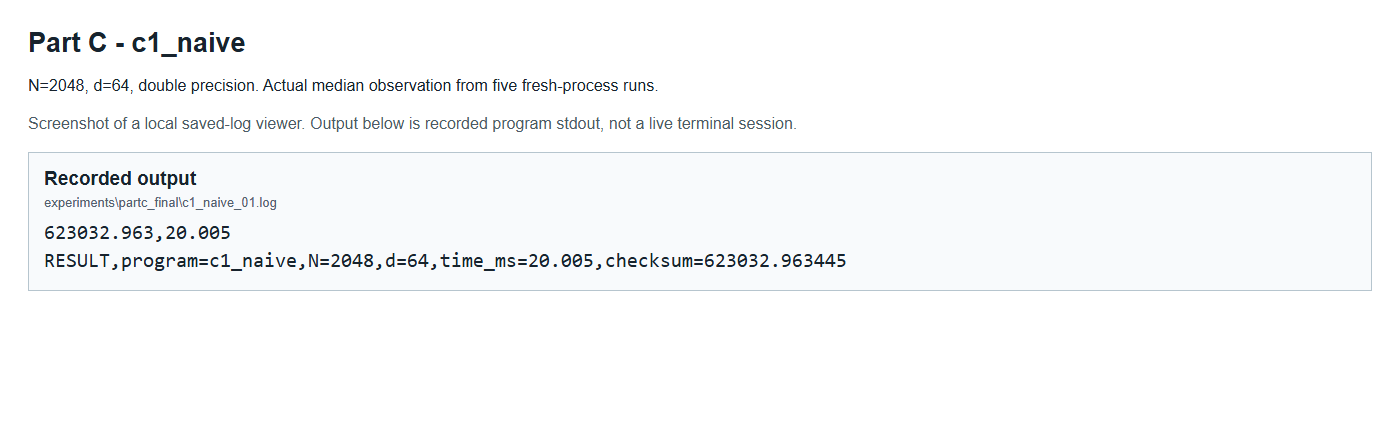 Part C - c1_naive
N=2048, d=64, double precision. Actual median observation from five fresh-process runs.
Screenshot of a local saved-log viewer. Output below is recorded program stdout, not a live terminal session.
Recorded output
experiments\partc_final\c1_naive_01.log
623032.963,20.005
RESULT,program=c1_naive,N=2048,d=64,time_ms=20.005,checksum=623032.963445